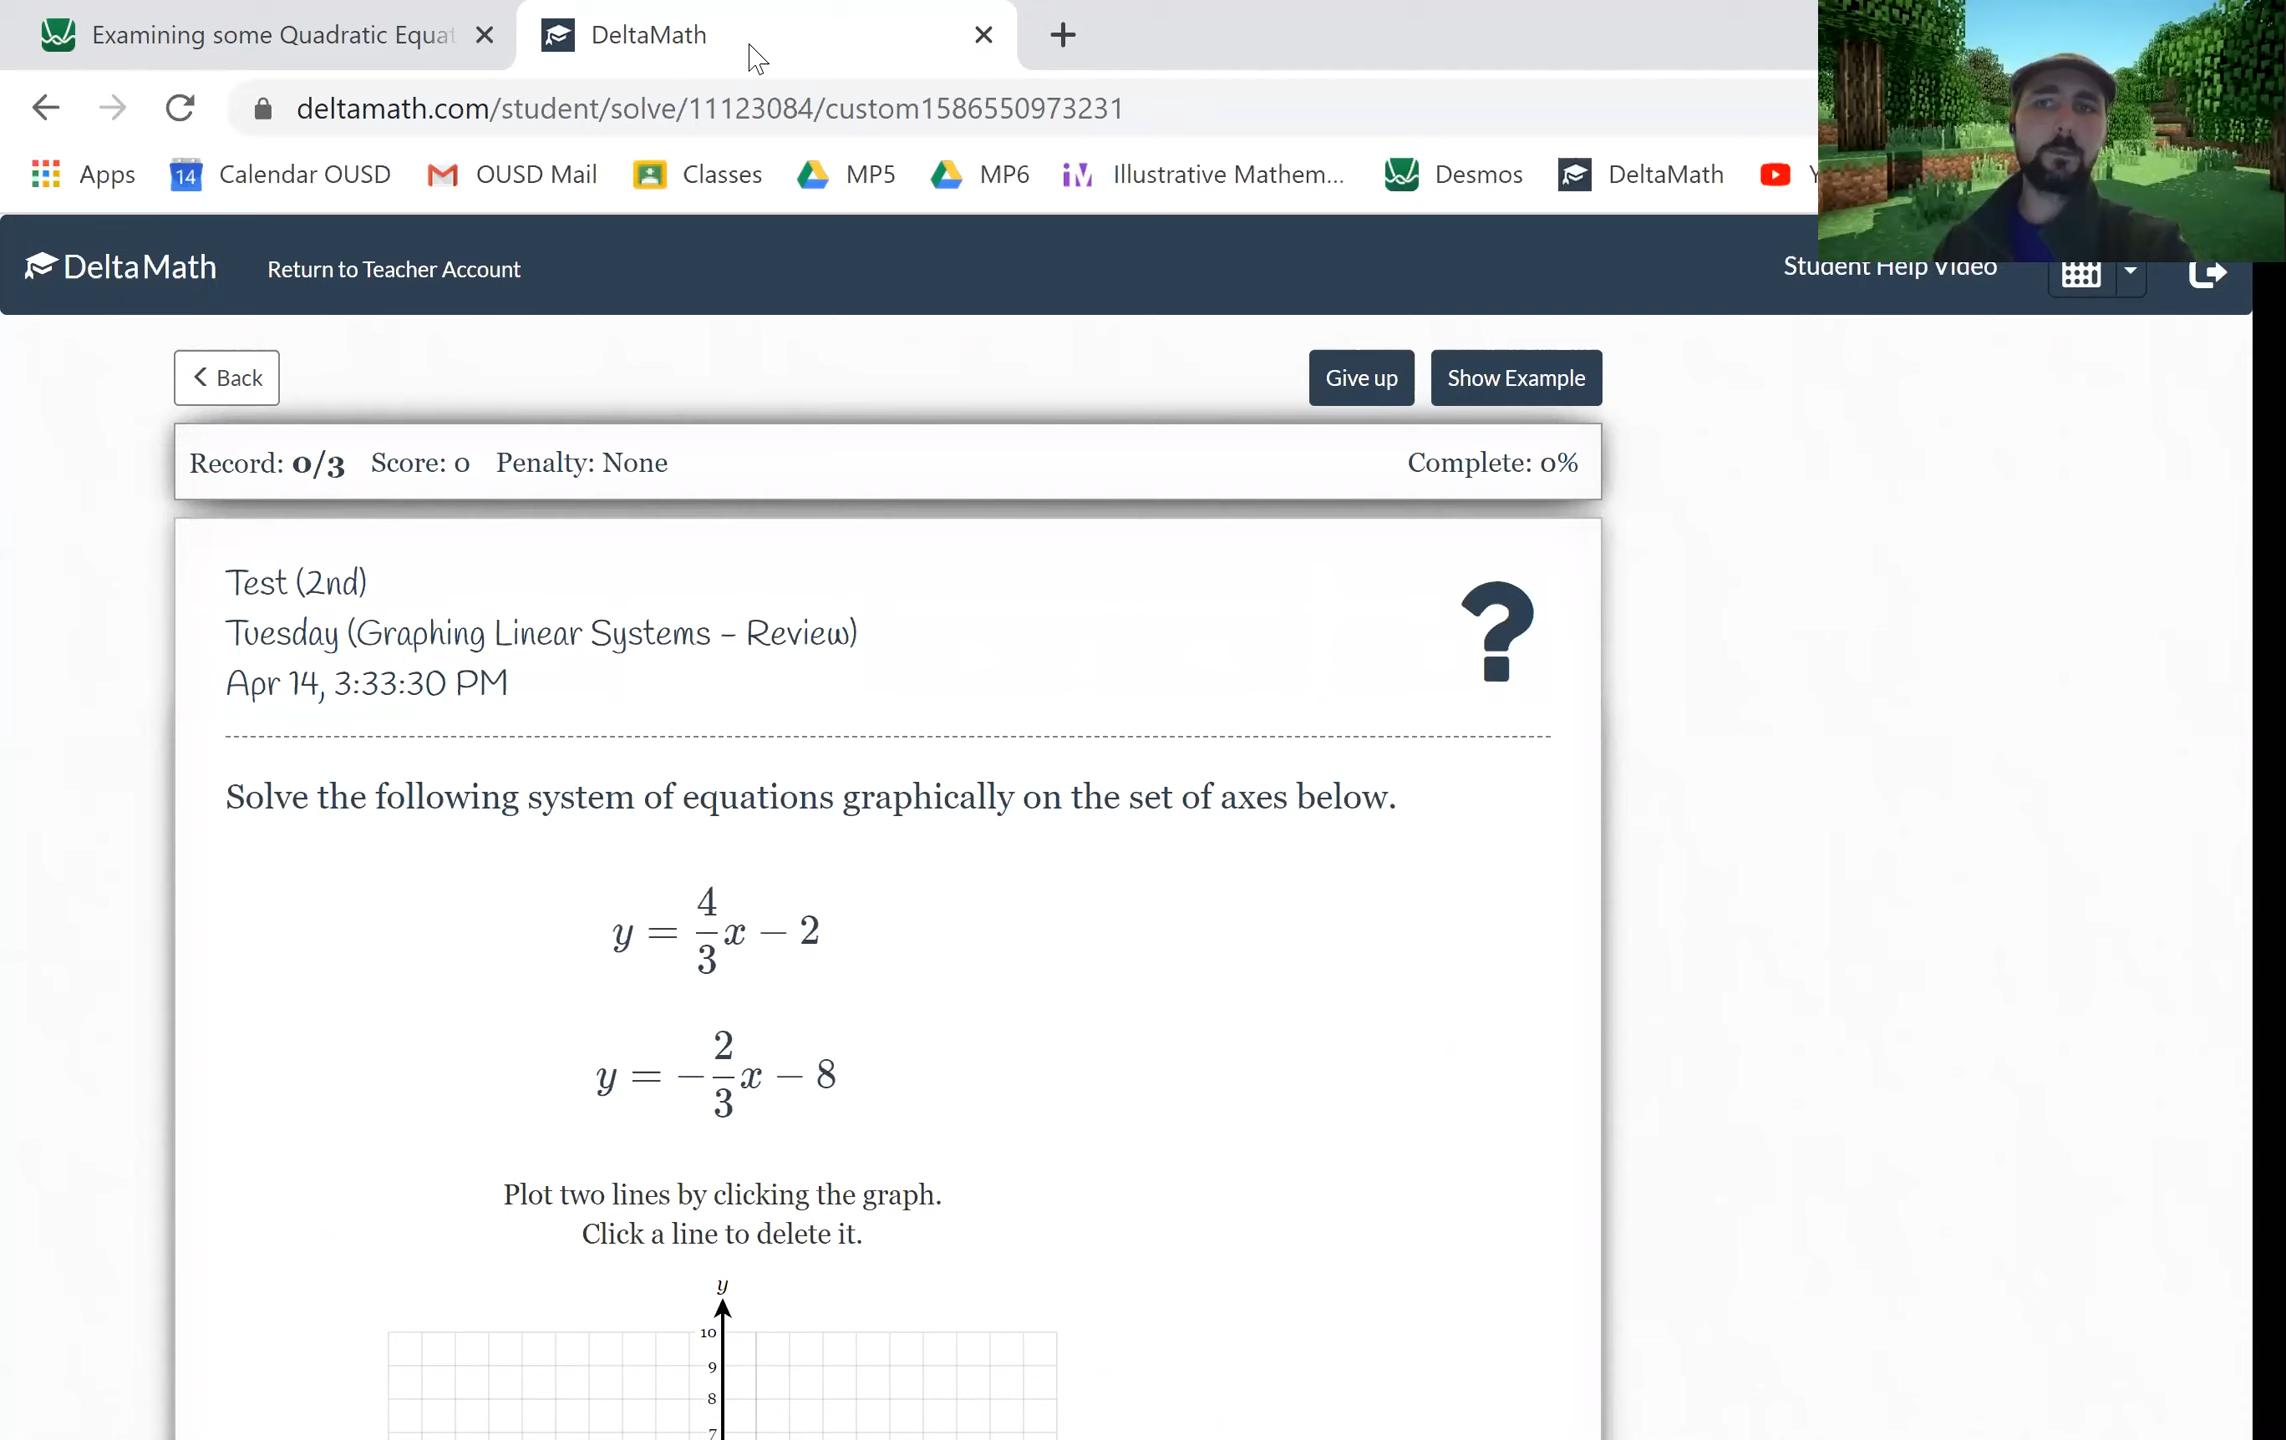 Examining some Quadratic Equat
DeltaMath
deltamath.com/student/solve/11123084/custom1586550973231
Apps
14
Calendar OUSD
OUSD Mail
Classes
MP5
MP6
Illustrative Mathem...
Desmos
DeltaMath
DeltaMath
Return to Teacher Account
Student Help Video
Back
Give up
Show Example
Record: 0/3 Score: 0 Penalty: None
Complete: 0%
Test (2nd)
Tuesday (Graphing Linear Systems - Review)
Apr 14, 3:33:30 PM
?
Solve the following system of equations graphically on the set of axes below.
y = 4/3 x − 2
y = −2/3 x − 8
Plot two lines by clicking the graph.
Click a line to delete it.
y
10
9
8
7